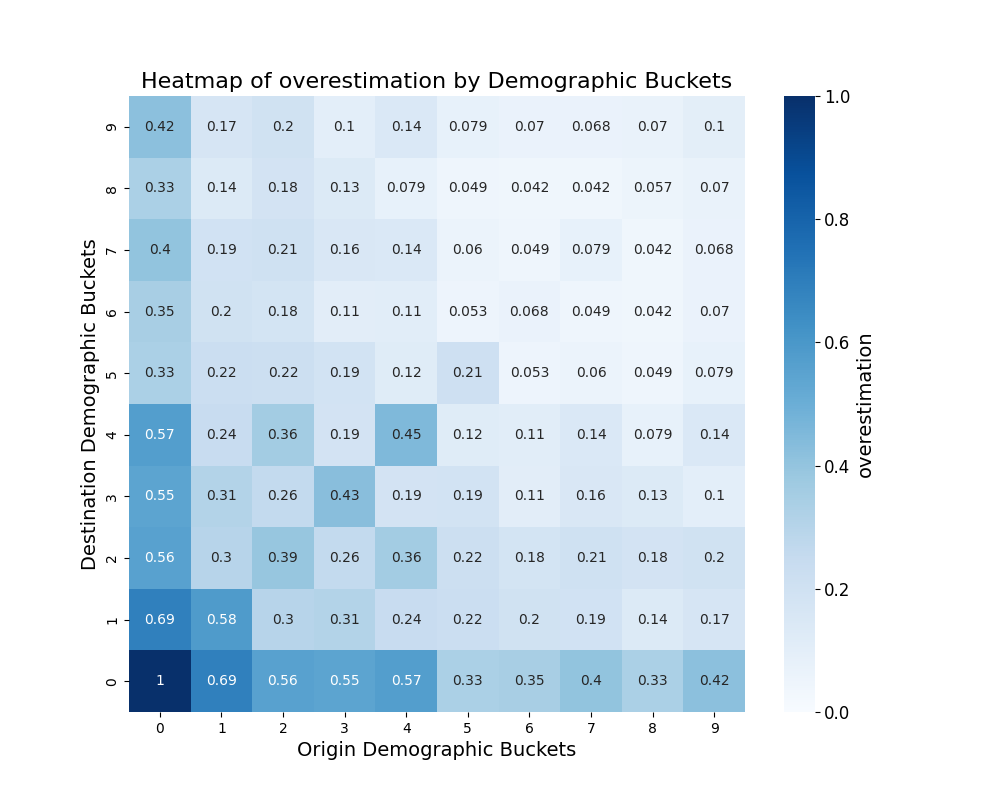 Heatmap of overestimation by Demographic Buckets
9 0.42 0.17 0.2 0.1 0.14 0.079 0.07 0.068 0.07 0.1
8 0.33 0.14 0.18 0.13 0.079 0.049 0.042 0.042 0.057 0.07
7 0.4 0.19 0.21 0.16 0.14 0.06 0.049 0.079 0.042 0.068
6 0.35 0.2 0.18 0.11 0.11 0.053 0.068 0.049 0.042 0.07
5 0.33 0.22 0.22 0.19 0.12 0.21 0.053 0.06 0.049 0.079
4 0.57 0.24 0.36 0.19 0.45 0.12 0.11 0.14 0.079 0.14
3 0.55 0.31 0.26 0.43 0.19 0.19 0.11 0.16 0.13 0.1
2 0.56 0.3 0.39 0.26 0.36 0.22 0.18 0.21 0.18 0.2
1 0.69 0.58 0.3 0.31 0.24 0.22 0.2 0.19 0.14 0.17
0 1 0.69 0.56 0.55 0.57 0.33 0.35 0.4 0.33 0.42
0 1 2 3 4 5 6 7 8 9
Origin Demographic Buckets
Destination Demographic Buckets
1.0
0.8
0.6
0.4
0.2
0.0
overestimation